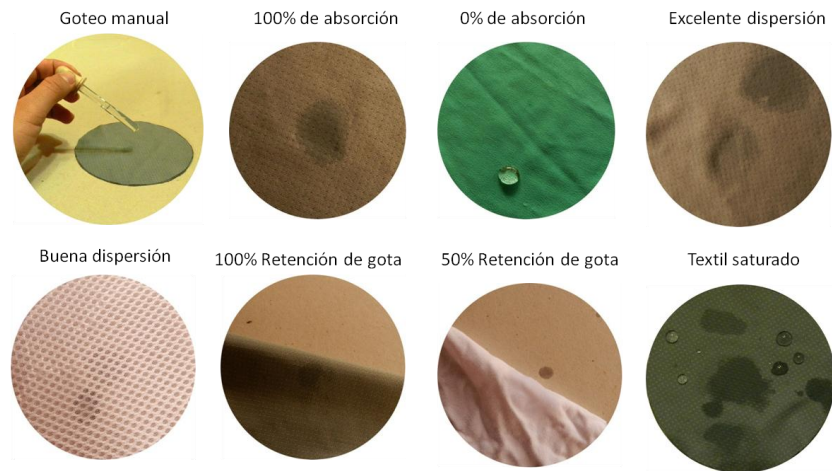 Goteo manual
100% de absorción
0% de absorción
Excelente dispersión
Buena dispersión
100% Retención de gota
50% Retención de gota
Textil saturado